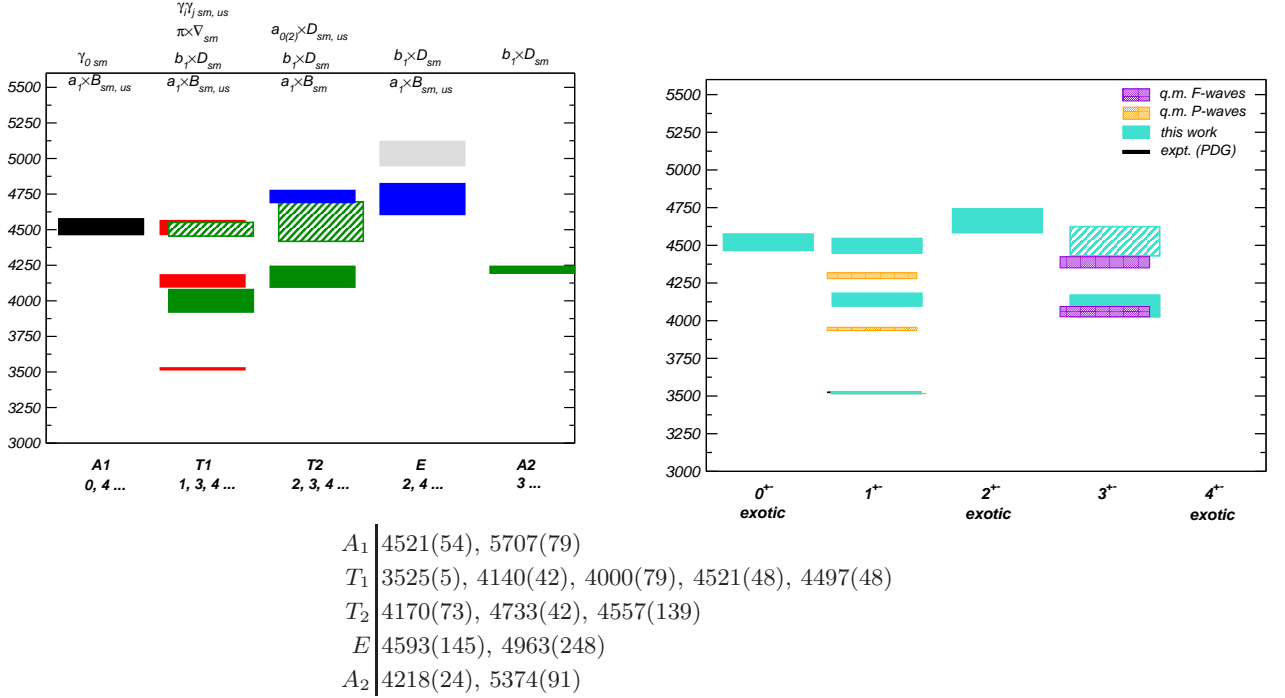 γiγj sm, us
π×∇sm
a0(2)×Dsm, us
γ0 sm
b1×Dsm
b1×Dsm
b1×Dsm
b1×Dsm
a1×Bsm, us
a1×Bsm, us
a1×Bsm
a1×Bsm, us
5500
5250
5000
4750
4500
4250
4000
3750
3500
3250
3000
A1
T1
T2
E
A2
0, 4 ...
1, 3, 4 ...
2, 3, 4 ...
2, 4 ...
3 ...
q.m. F-waves
q.m. P-waves
this work
expt. (PDG)
5500
5250
5000
4750
4500
4250
4000
3750
3500
3250
3000
0+-
1+-
2+-
3+-
4+-
exotic
exotic
exotic
A1 4521(54), 5707(79)
T1 3525(5), 4140(42), 4000(79), 4521(48), 4497(48)
T2 4170(73), 4733(42), 4557(139)
E 4593(145), 4963(248)
A2 4218(24), 5374(91)